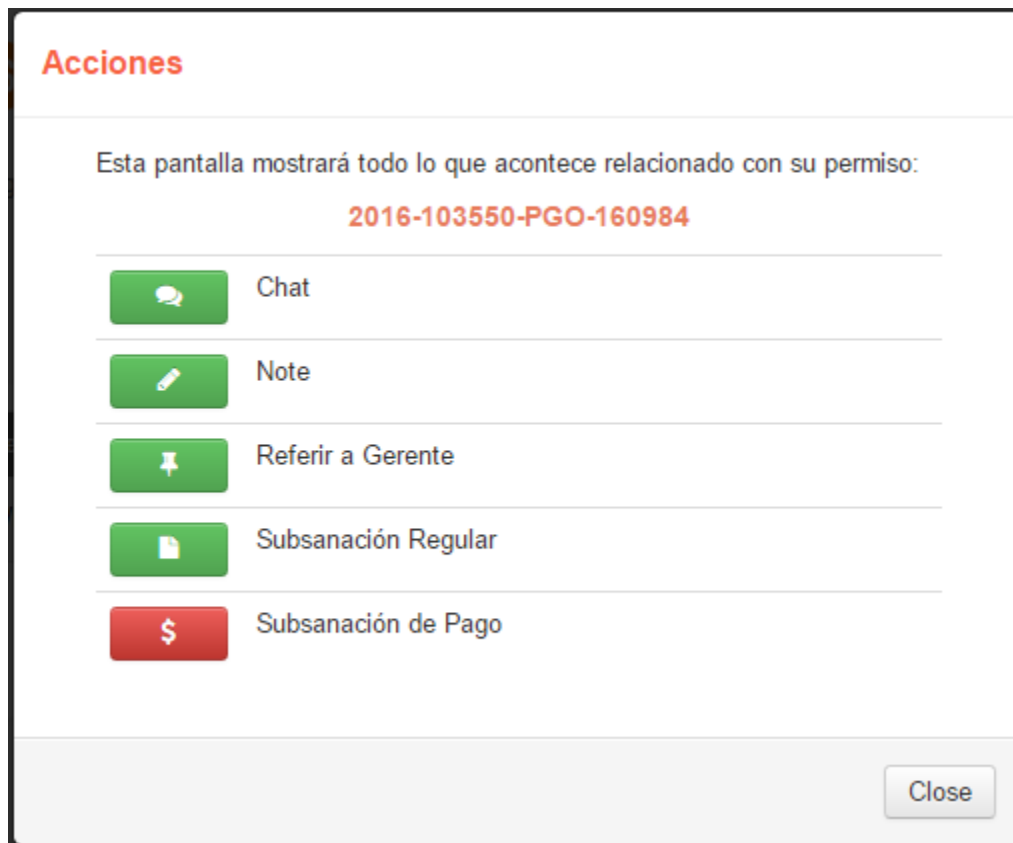 Acciones
Esta pantalla mostrará todo lo que acontece relacionado con su permiso:
2016-103550-PGO-160984
Chat
Note
Referir a Gerente
Subsanación Regular
$ Subsanación de Pago
Close